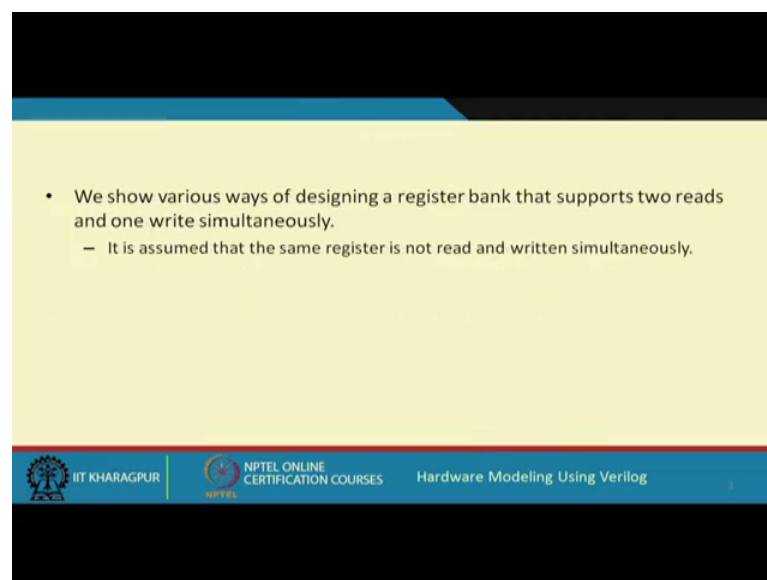 • We show various ways of designing a register bank that supports two reads
and one write simultaneously.
– It is assumed that the same register is not read and written simultaneously.
IIT KHARAGPUR
NPTEL ONLINE
CERTIFICATION COURSES
NPTEL
Hardware Modeling Using Verilog
3